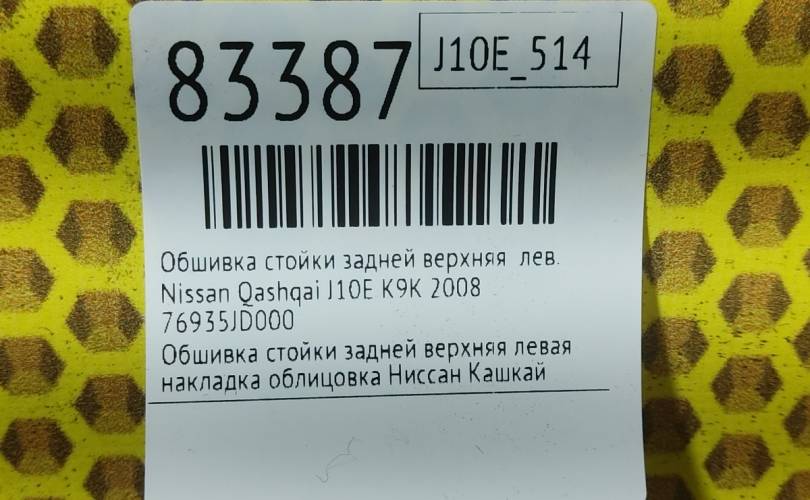 83387
J10E_514
Обшивка стойки задней верхняя лев.
Nissan Qashqai J10E K9K 2008
76935JD000
Обшивка стойки задней верхняя левая
накладка облицовка Ниссан Кашкай